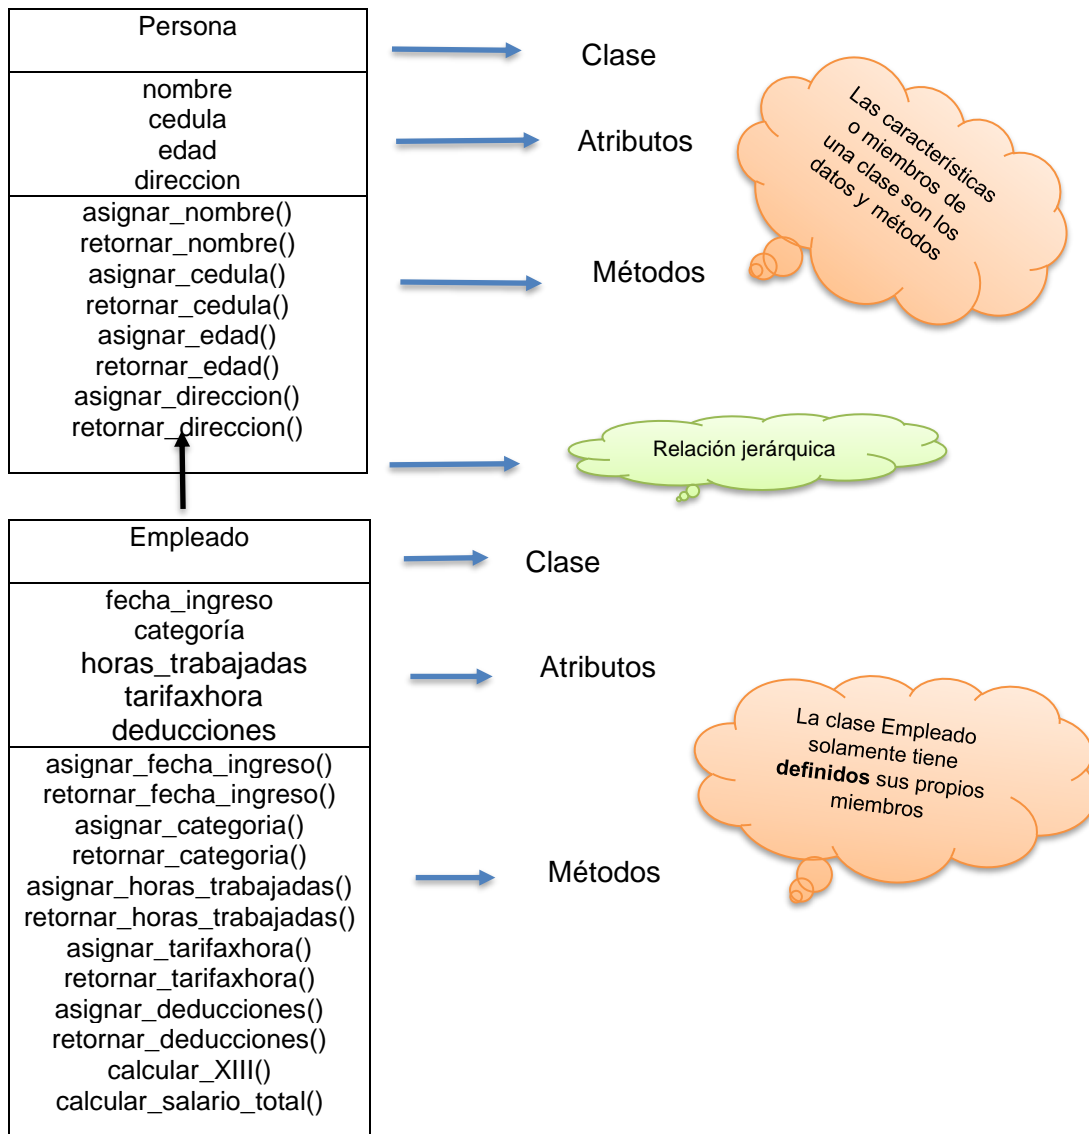 Persona
Clase
nombre
cedula
edad
direccion
Atributos
asignar_nombre()
retornar_nombre()
asignar_cedula()
retornar_cedula()
asignar_edad()
retornar_edad()
asignar_direccion()
retornar_direccion()
Métodos
Las características
o miembros de
una clase son los
datos y métodos
Relación jerárquica
Empleado
Clase
fecha_ingreso
categoría
horas_trabajadas
tarifaxhora
deducciones
Atributos
asignar_fecha_ingreso()
retornar_fecha_ingreso()
asignar_categoria()
retornar_categoria()
asignar_horas_trabajadas()
retornar_horas_trabajadas()
asignar_tarifaxhora()
retornar_tarifaxhora()
asignar_deducciones()
retornar_deducciones()
calcular_XIII()
calcular_salario_total()
Métodos
La clase Empleado
solamente tiene
definidos sus propios
miembros